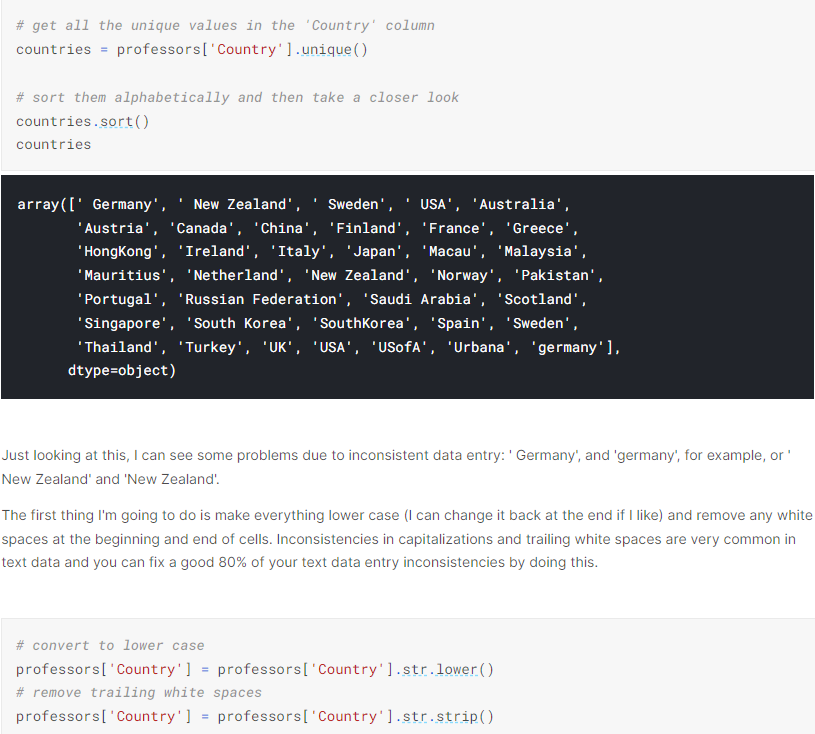 # get all the unique values in the 'Country' column
countries = professors['Country'].unique()
# sort them alphabetically and then take a closer look
countries.sort()
countries
array([' Germany', ' New Zealand', ' Sweden', ' USA', 'Australia',
'Austria', 'Canada', 'China', 'Finland', 'France', 'Greece',
'HongKong', 'Ireland', 'Italy', 'Japan', 'Macau', 'Malaysia',
'Mauritius', 'Netherland', 'New Zealand', 'Norway', 'Pakistan',
'Portugal', 'Russian Federation', 'Saudi Arabia', 'Scotland',
'Singapore', 'South Korea', 'SouthKorea', 'Spain', 'Sweden',
'Thailand', 'Turkey', 'UK', 'USA', 'USofA', 'Urbana', 'germany'],
dtype=object)
Just looking at this, I can see some problems due to inconsistent data entry: ' Germany', and 'germany', for example, or '
New Zealand' and 'New Zealand'.
The first thing I'm going to do is make everything lower case (I can change it back at the end if I like) and remove any white
spaces at the beginning and end of cells. Inconsistencies in capitalizations and trailing white spaces are very common in
text data and you can fix a good 80% of your text data entry inconsistencies by doing this.
# convert to lower case
professors['Country'] = professors['Country'].str.lower()
# remove trailing white spaces
professors['Country'] = professors['Country'].str.strip()